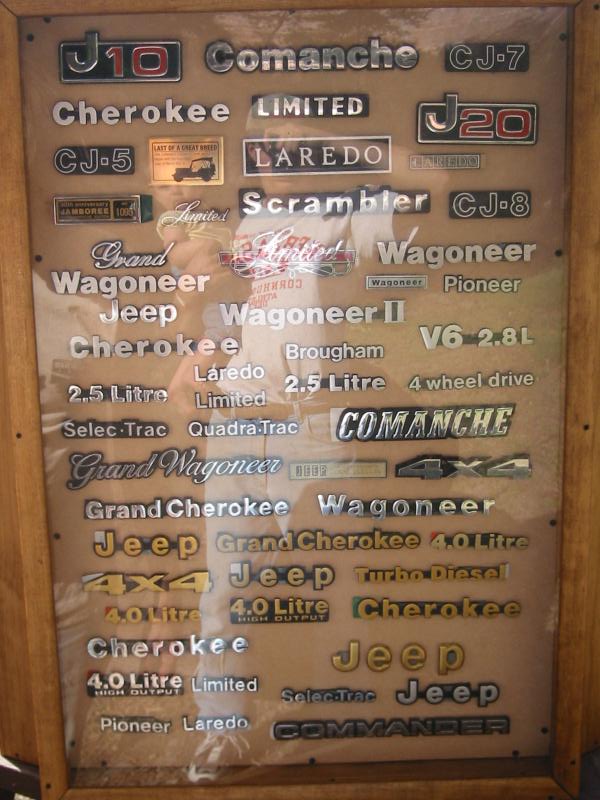 J10 Comanche CJ-7
Cherokee LIMITED J20
CJ-5 LAST OF A GREAT BREED LAREDO LAREDO
30th anniversary JAMBOREE Limited Scrambler CJ-8
Grand Limited Wagoneer
Wagoneer Wagoneer Pioneer
Jeep Wagoneer II
Cherokee Brougham V6 2.8L
2.5 Litre Laredo Limited 2.5 Litre 4 wheel drive
Selec·Trac Quadra·Trac COMANCHE
Grand Wagoneer JEEP 4X4
Grand Cherokee Wagoneer
Jeep Grand Cherokee 4.0 Litre
4X4 Jeep Turbo Diesel
4.0 Litre 4.0 Litre HIGH OUTPUT Cherokee
Cherokee Jeep
4.0 Litre HIGH OUTPUT Limited Selec·Trac Jeep
Pioneer Laredo COMMANDER